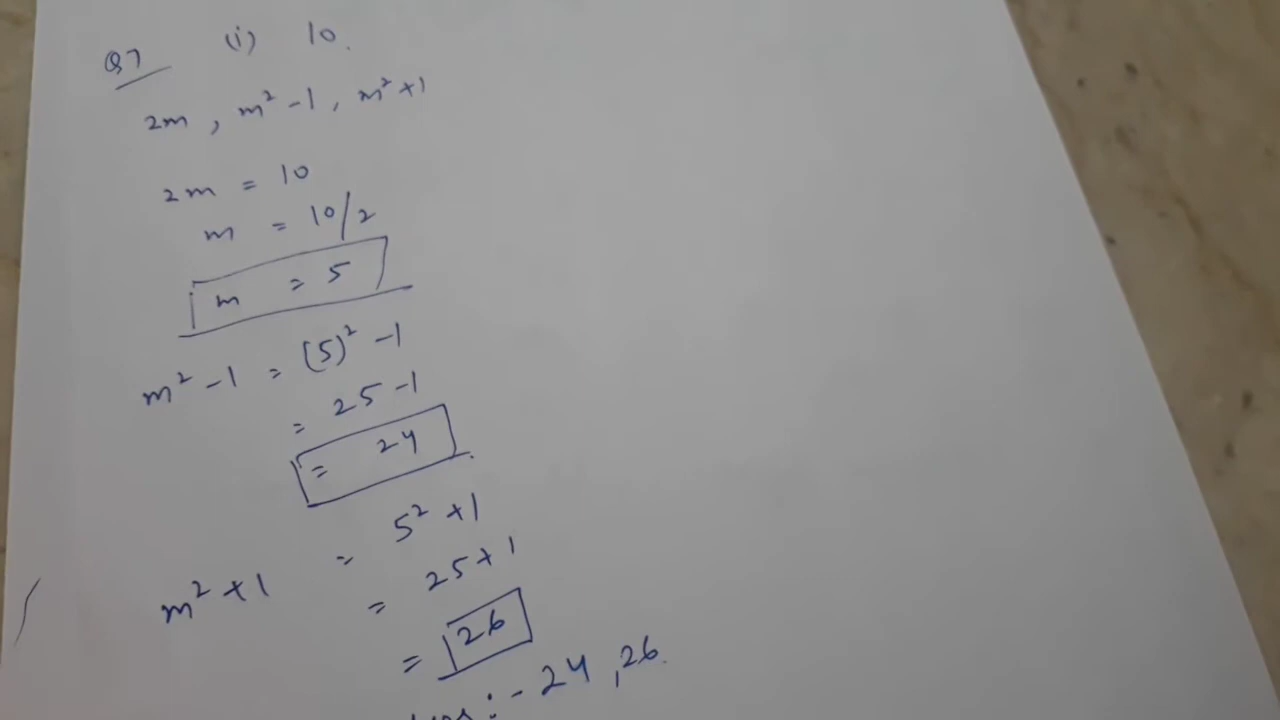 Q7 (i) 10.
2m, m² -1, m² +1
2m = 10
m = 10/2
m = 5
m² -1 = (5)² -1
= 25 -1
= 24
m² +1 = 5² +1
= 25+1
= 26
:- 24, 26.